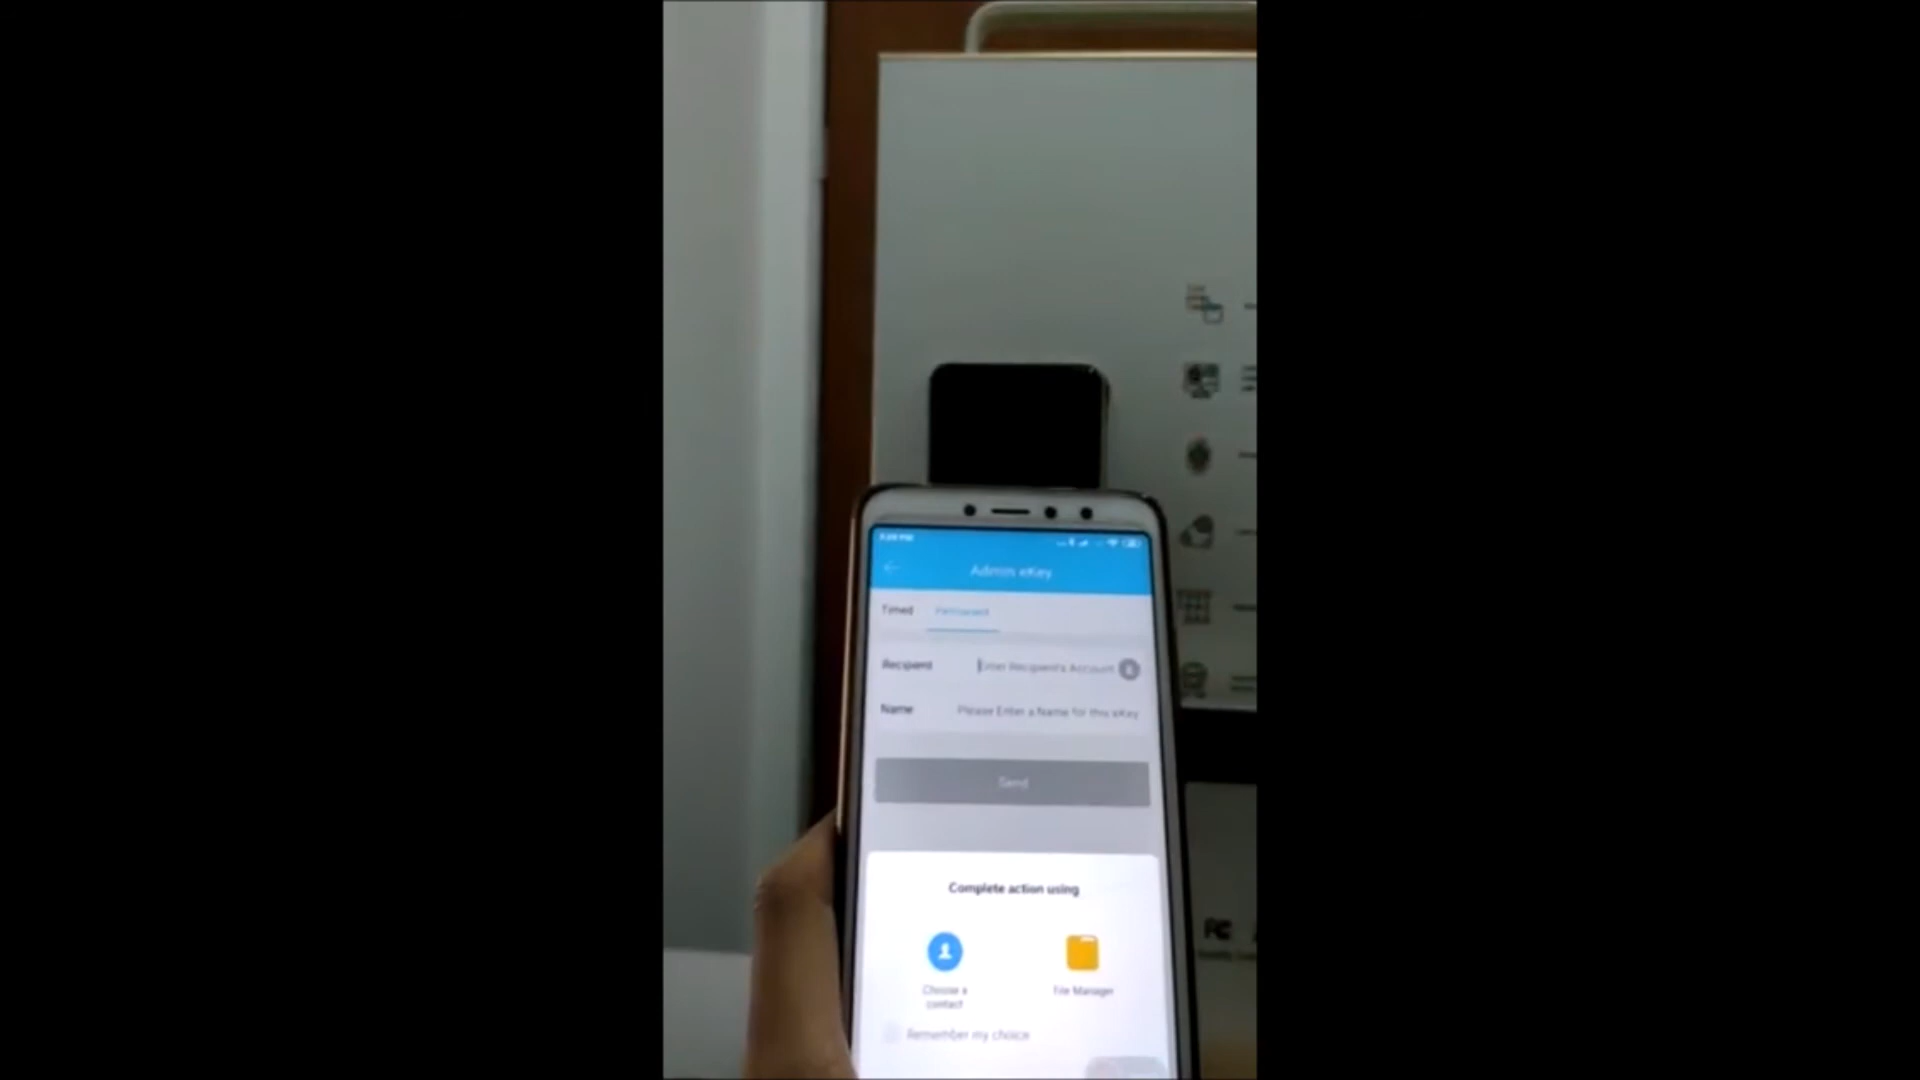 Admin eKey
Timed Permanent
Recipient Enter Recipient's Account
Name Please Enter a Name for this eKey
Send
Complete action using
Choose a
contact
File Manager
Remember my choice
FC